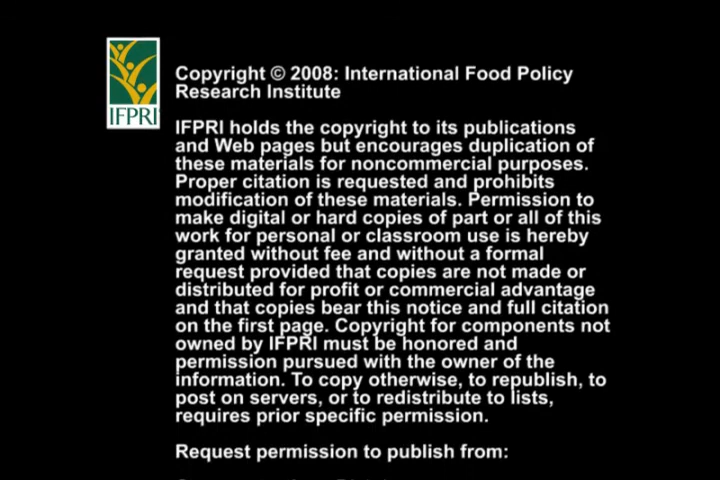 IFPRI
Copyright © 2008: International Food Policy
Research Institute
IFPRI holds the copyright to its publications
and Web pages but encourages duplication of
these materials for noncommercial purposes.
Proper citation is requested and prohibits
modification of these materials. Permission to
make digital or hard copies of part or all of this
work for personal or classroom use is hereby
granted without fee and without a formal
request provided that copies are not made or
distributed for profit or commercial advantage
and that copies bear this notice and full citation
on the first page. Copyright for components not
owned by IFPRI must be honored and
permission pursued with the owner of the
information. To copy otherwise, to republish, to
post on servers, or to redistribute to lists,
requires prior specific permission.
Request permission to publish from: